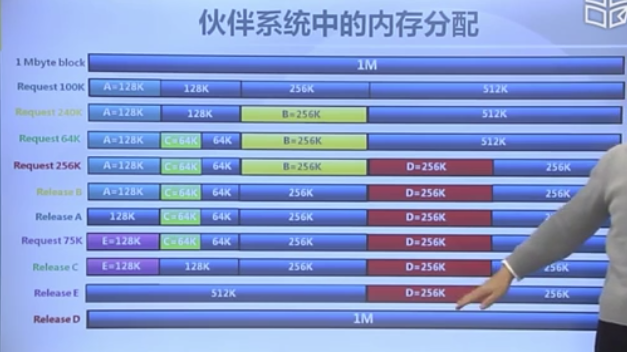 伙伴系统中的内存分配
1 Mbyte block 1M
Request 100K A=128K 128K 256K 512K
Request 240K A=128K 128K B=256K 512K
Request 64K A=128K C=64K 64K B=256K 512K
Request 256K A=128K C=64K 64K B=256K D=256K 256K
Release B A=128K C=64K 64K 256K D=256K 256K
Release A 128K C=64K 64K 256K D=256K 256K
Request 75K E=128K C=64K 64K 256K D=256K
Release C E=128K 128K 256K D=256K 256K
Release E 512K D=256K 256K
Release D 1M